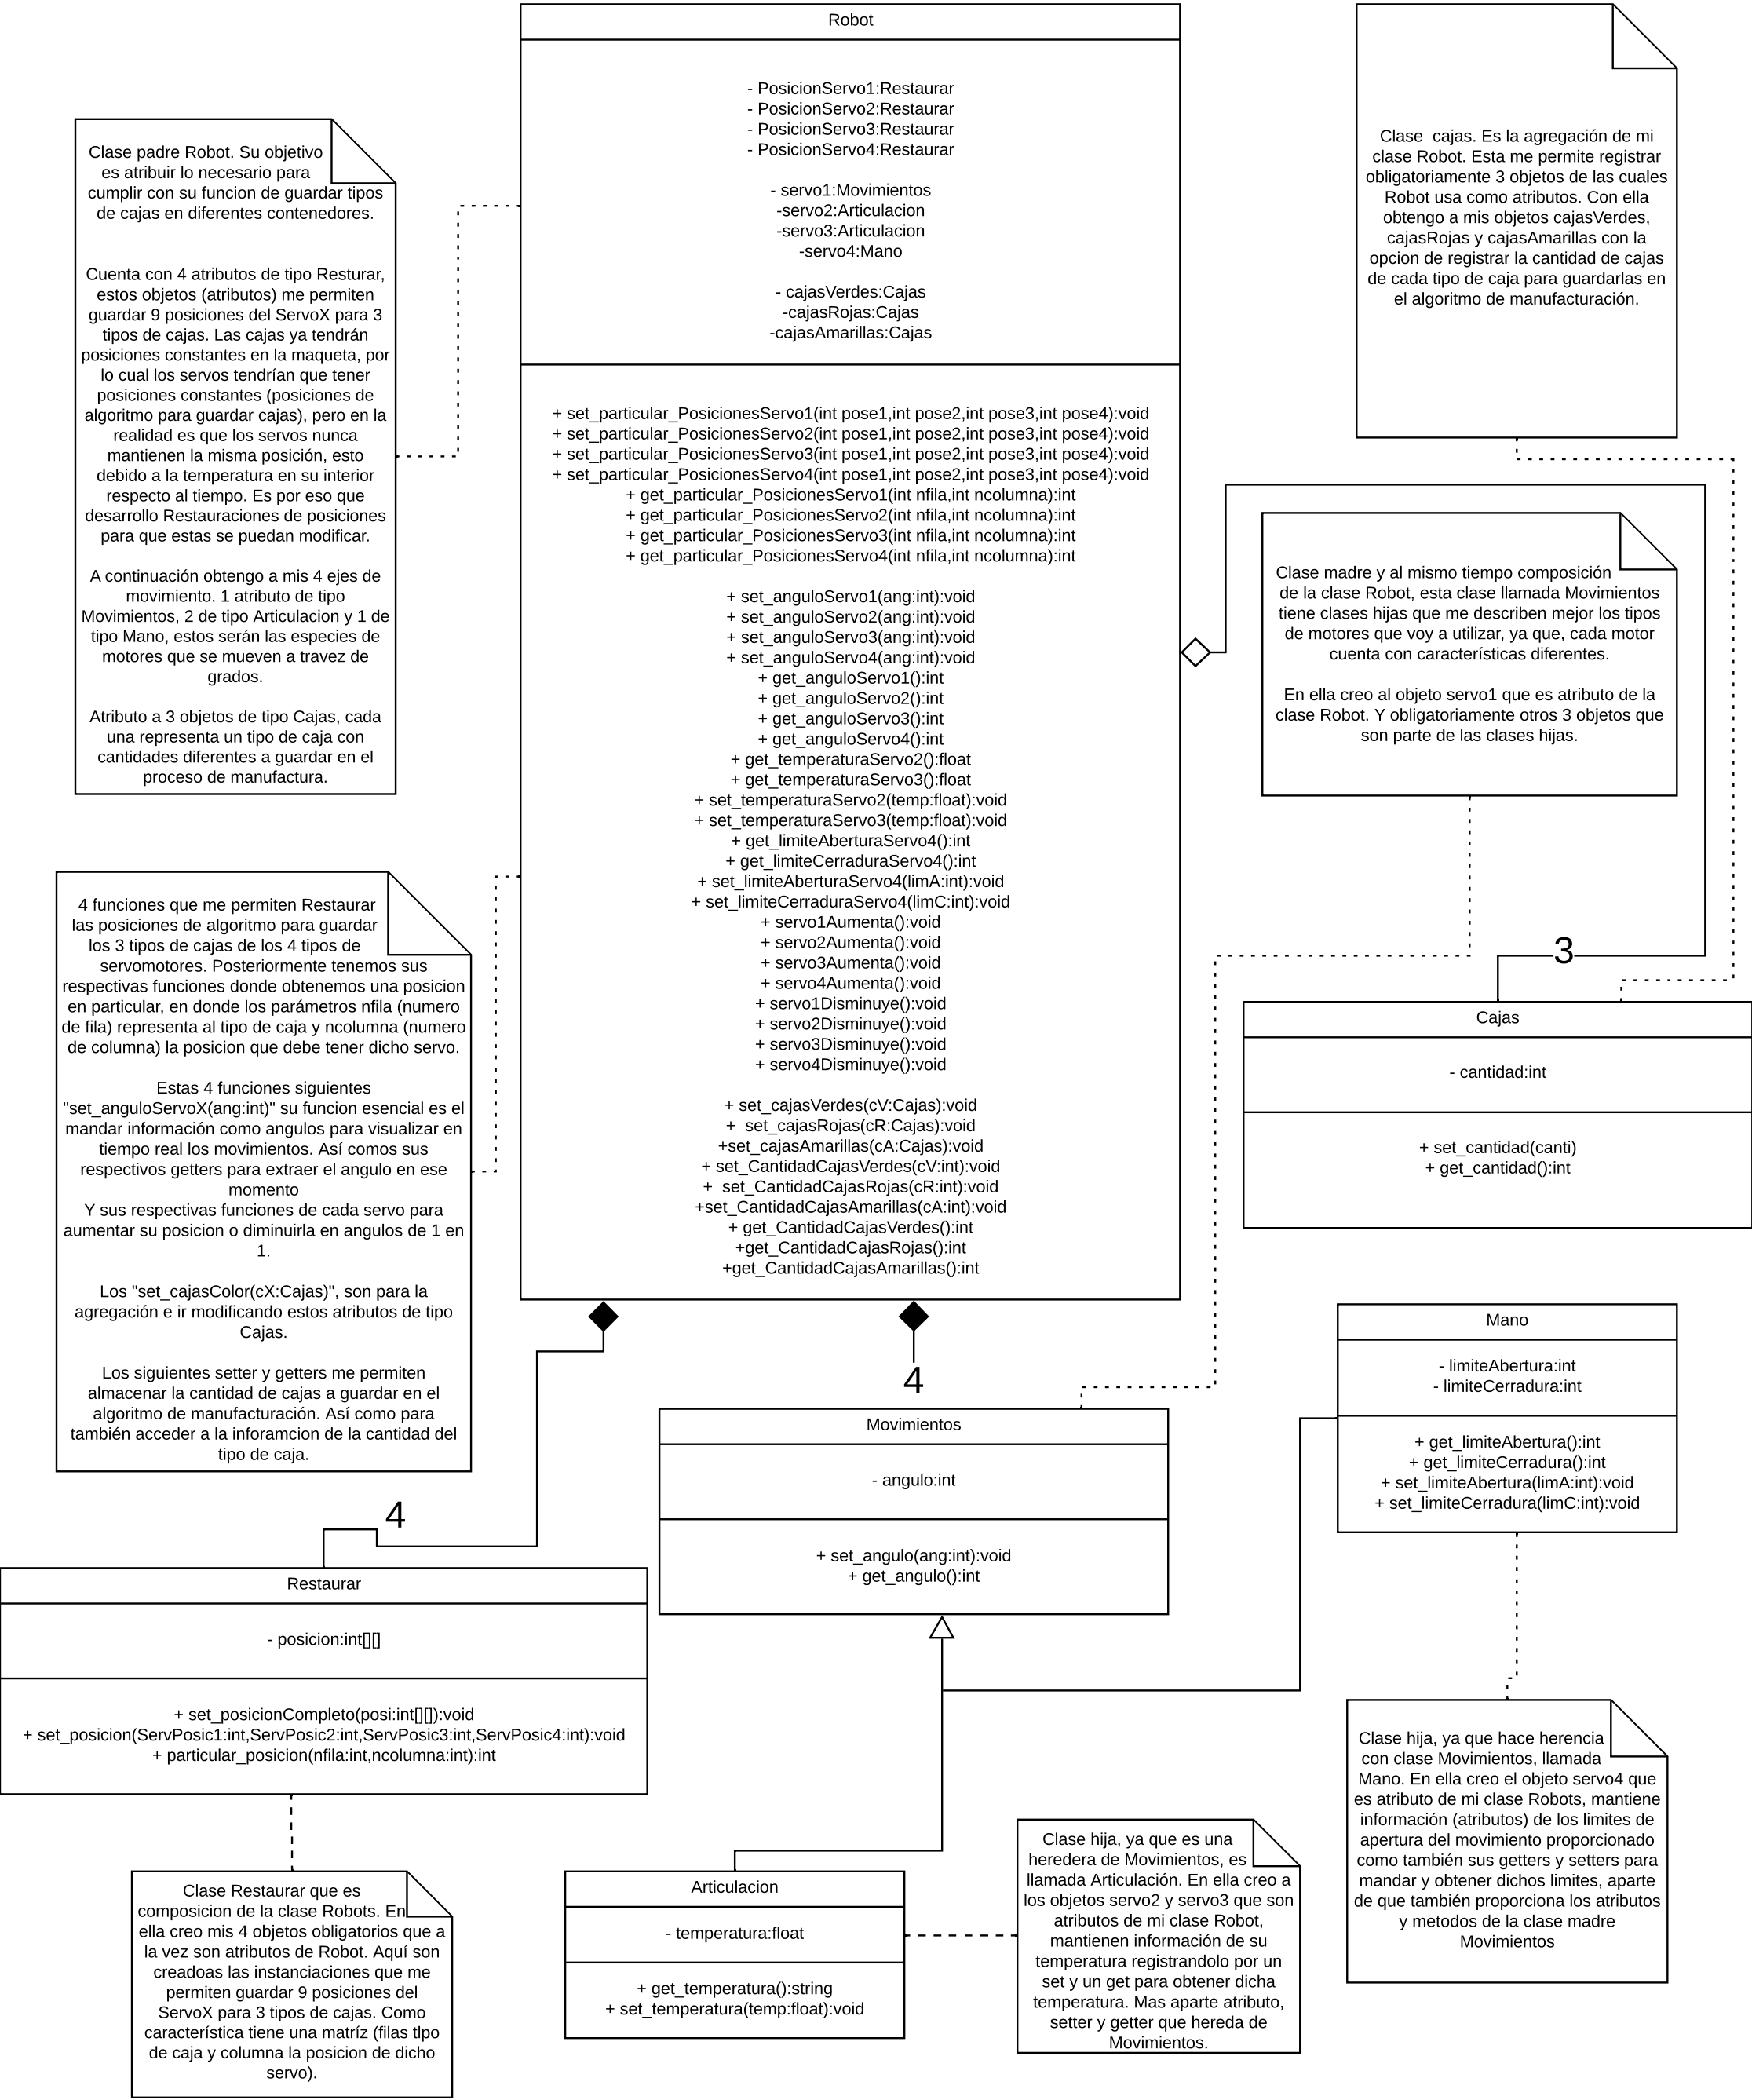 Robot
- PosicionServo1:Restaurar
- PosicionServo2:Restaurar
- PosicionServo3:Restaurar
- PosicionServo4:Restaurar
- servo1:Movimientos
-servo2:Articulacion
-servo3:Articulacion
-servo4:Mano
- cajasVerdes:Cajas
-cajasRojas:Cajas
-cajasAmarillas:Cajas
+ set_particular_PosicionesServo1(int pose1,int pose2,int pose3,int pose4):void
+ set_particular_PosicionesServo2(int pose1,int pose2,int pose3,int pose4):void
+ set_particular_PosicionesServo3(int pose1,int pose2,int pose3,int pose4):void
+ set_particular_PosicionesServo4(int pose1,int pose2,int pose3,int pose4):void
+ get_particular_PosicionesServo1(int nfila,int ncolumna):int
+ get_particular_PosicionesServo2(int nfila,int ncolumna):int
+ get_particular_PosicionesServo3(int nfila,int ncolumna):int
+ get_particular_PosicionesServo4(int nfila,int ncolumna):int
+ set_anguloServo1(ang:int):void
+ set_anguloServo2(ang:int):void
+ set_anguloServo3(ang:int):void
+ set_anguloServo4(ang:int):void
+ get_anguloServo1():int
+ get_anguloServo2():int
+ get_anguloServo3():int
+ get_anguloServo4():int
+ get_temperaturaServo2():float
+ get_temperaturaServo3():float
+ set_temperaturaServo2(temp:float):void
+ set_temperaturaServo3(temp:float):void
+ get_limiteAberturaServo4():int
+ get_limiteCerraduraServo4():int
+ set_limiteAberturaServo4(limA:int):void
+ set_limiteCerraduraServo4(limC:int):void
+ servo1Aumenta():void
+ servo2Aumenta():void
+ servo3Aumenta():void
+ servo4Aumenta():void
+ servo1Disminuye():void
+ servo2Disminuye():void
+ servo3Disminuye():void
+ servo4Disminuye():void
+ set_cajasVerdes(cV:Cajas):void
+  set_cajasRojas(cR:Cajas):void
+set_cajasAmarillas(cA:Cajas):void
+ set_CantidadCajasVerdes(cV:int):void
+  set_CantidadCajasRojas(cR:int):void
+set_CantidadCajasAmarillas(cA:int):void
+ get_CantidadCajasVerdes():int
+get_CantidadCajasRojas():int
+get_CantidadCajasAmarillas():int
Clase padre Robot. Su objetivo
es atribuir lo necesario para
cumplir con su funcion de guardar tipos
de cajas en diferentes contenedores.
Cuenta con 4 atributos de tipo Resturar,
estos objetos (atributos) me permiten
guardar 9 posiciones del ServoX para 3
tipos de cajas. Las cajas ya tendrán
posiciones constantes en la maqueta, por
lo cual los servos tendrían que tener
posiciones constantes (posiciones de
algoritmo para guardar cajas), pero en la
realidad es que los servos nunca
mantienen la misma posición, esto
debido a la temperatura en su interior
respecto al tiempo. Es por eso que
desarrollo Restauraciones de posiciones
para que estas se puedan modificar.
A continuación obtengo a mis 4 ejes de
movimiento. 1 atributo de tipo
Movimientos, 2 de tipo Articulacion y 1 de
tipo Mano, estos serán las especies de
motores que se mueven a travez de
grados.
Atributo a 3 objetos de tipo Cajas, cada
una representa un tipo de caja con
cantidades diferentes a guardar en el
proceso de manufactura.
Clase  cajas. Es la agregación de mi
clase Robot. Esta me permite registrar
obligatoriamente 3 objetos de las cuales
Robot usa como atributos. Con ella
obtengo a mis objetos cajasVerdes,
cajasRojas y cajasAmarillas con la
opcion de registrar la cantidad de cajas
de cada tipo de caja para guardarlas en
el algoritmo de manufacturación.
Clase madre y al mismo tiempo composición
de la clase Robot, esta clase llamada Movimientos
tiene clases hijas que me describen mejor los tipos
de motores que voy a utilizar, ya que, cada motor
cuenta con características diferentes.
En ella creo al objeto servo1 que es atributo de la
clase Robot. Y obligatoriamente otros 3 objetos que
son parte de las clases hijas.
4 funciones que me permiten Restaurar
las posiciones de algoritmo para guardar
los 3 tipos de cajas de los 4 tipos de
servomotores. Posteriormente tenemos sus
respectivas funciones donde obtenemos una posicion
en particular, en donde los parámetros nfila (numero
de fila) representa al tipo de caja y ncolumna (numero
de columna) la posicion que debe tener dicho servo.
Estas 4 funciones siguientes
"set_anguloServoX(ang:int)" su funcion esencial es el
mandar información como angulos para visualizar en
tiempo real los movimientos. Así comos sus
respectivos getters para extraer el angulo en ese
momento
Y sus respectivas funciones de cada servo para
aumentar su posicion o diminuirla en angulos de 1 en
1.
Los "set_cajasColor(cX:Cajas)", son para la
agregación e ir modificando estos atributos de tipo
Cajas.
Los siguientes setter y getters me permiten
almacenar la cantidad de cajas a guardar en el
algoritmo de manufacturación. Así como para
también acceder a la inforamcion de la cantidad del
tipo de caja.
3
Cajas
- cantidad:int
+ set_cantidad(canti)
+ get_cantidad():int
Mano
- limiteAbertura:int
- limiteCerradura:int
+ get_limiteAbertura():int
+ get_limiteCerradura():int
+ set_limiteAbertura(limA:int):void
+ set_limiteCerradura(limC:int):void
4
Movimientos
- angulo:int
+ set_angulo(ang:int):void
+ get_angulo():int
4
Restaurar
- posicion:int[][]
+ set_posicionCompleto(posi:int[][]):void
+ set_posicion(ServPosic1:int,ServPosic2:int,ServPosic3:int,ServPosic4:int):void
+ particular_posicion(nfila:int,ncolumna:int):int
Clase hija, ya que hace herencia
con clase Movimientos, llamada
Mano. En ella creo el objeto servo4 que
es atributo de mi clase Robots, mantiene
información (atributos) de los limites de
apertura del movimiento proporcionado
como también sus getters y setters para
mandar y obtener dichos limites, aparte
de que también proporciona los atributos
y metodos de la clase madre
Movimientos
Clase Restaurar que es
composicion de la clase Robots. En
ella creo mis 4 objetos obligatorios que a
la vez son atributos de Robot. Aquí son
creadoas las instanciaciones que me
permiten guardar 9 posiciones del
ServoX para 3 tipos de cajas. Como
característica tiene una matríz (filas tlpo
de caja y columna la posicion de dicho
servo).
Articulacion
- temperatura:float
+ get_temperatura():string
+ set_temperatura(temp:float):void
Clase hija, ya que es una
heredera de Movimientos, es
llamada Articulación. En ella creo a
los objetos servo2 y servo3 que son
atributos de mi clase Robot,
mantienen información de su
temperatura registrandolo por un
set y un get para obtener dicha
temperatura. Mas aparte atributo,
setter y getter que hereda de
Movimientos.